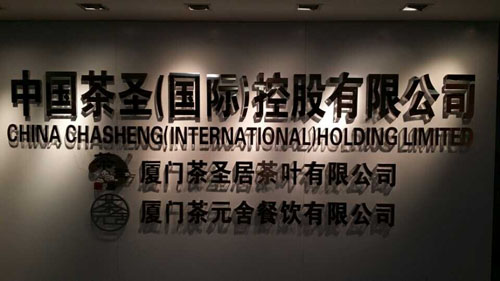 中国茶圣(国际)控股有限公司
CHINA CHASHENG(INTERNATIONAL)HOLDING LIMITED
厦门茶圣居茶叶有限公司
厦门茶元舍餐饮有限公司